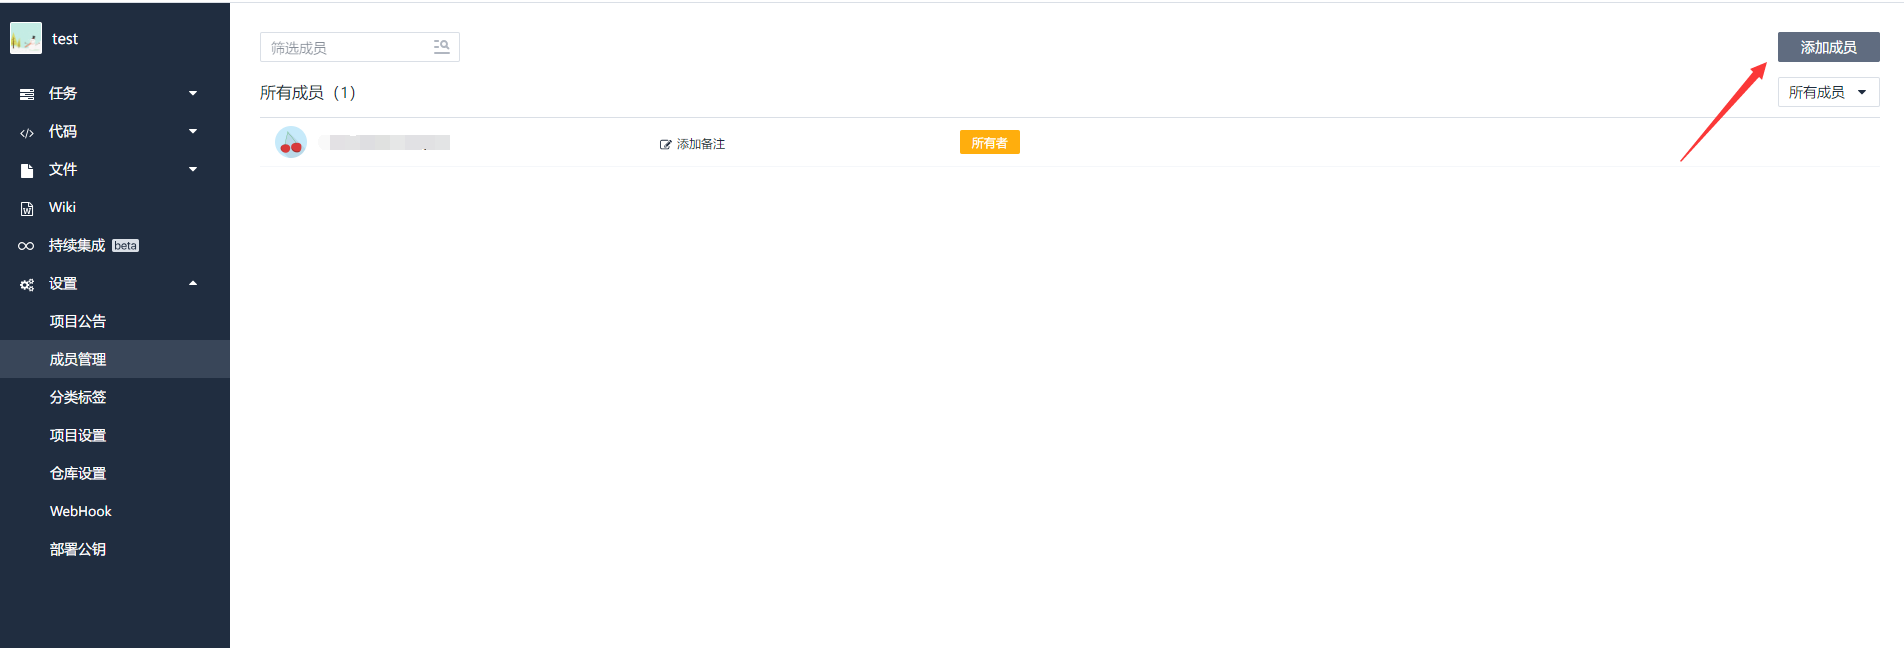 test
任务
代码
文件
Wiki
持续集成 beta
设置
项目公告
成员管理
分类标签
项目设置
仓库设置
WebHook
部署公钥
筛选成员
添加成员
所有成员（1）
所有成员
添加备注
所有者